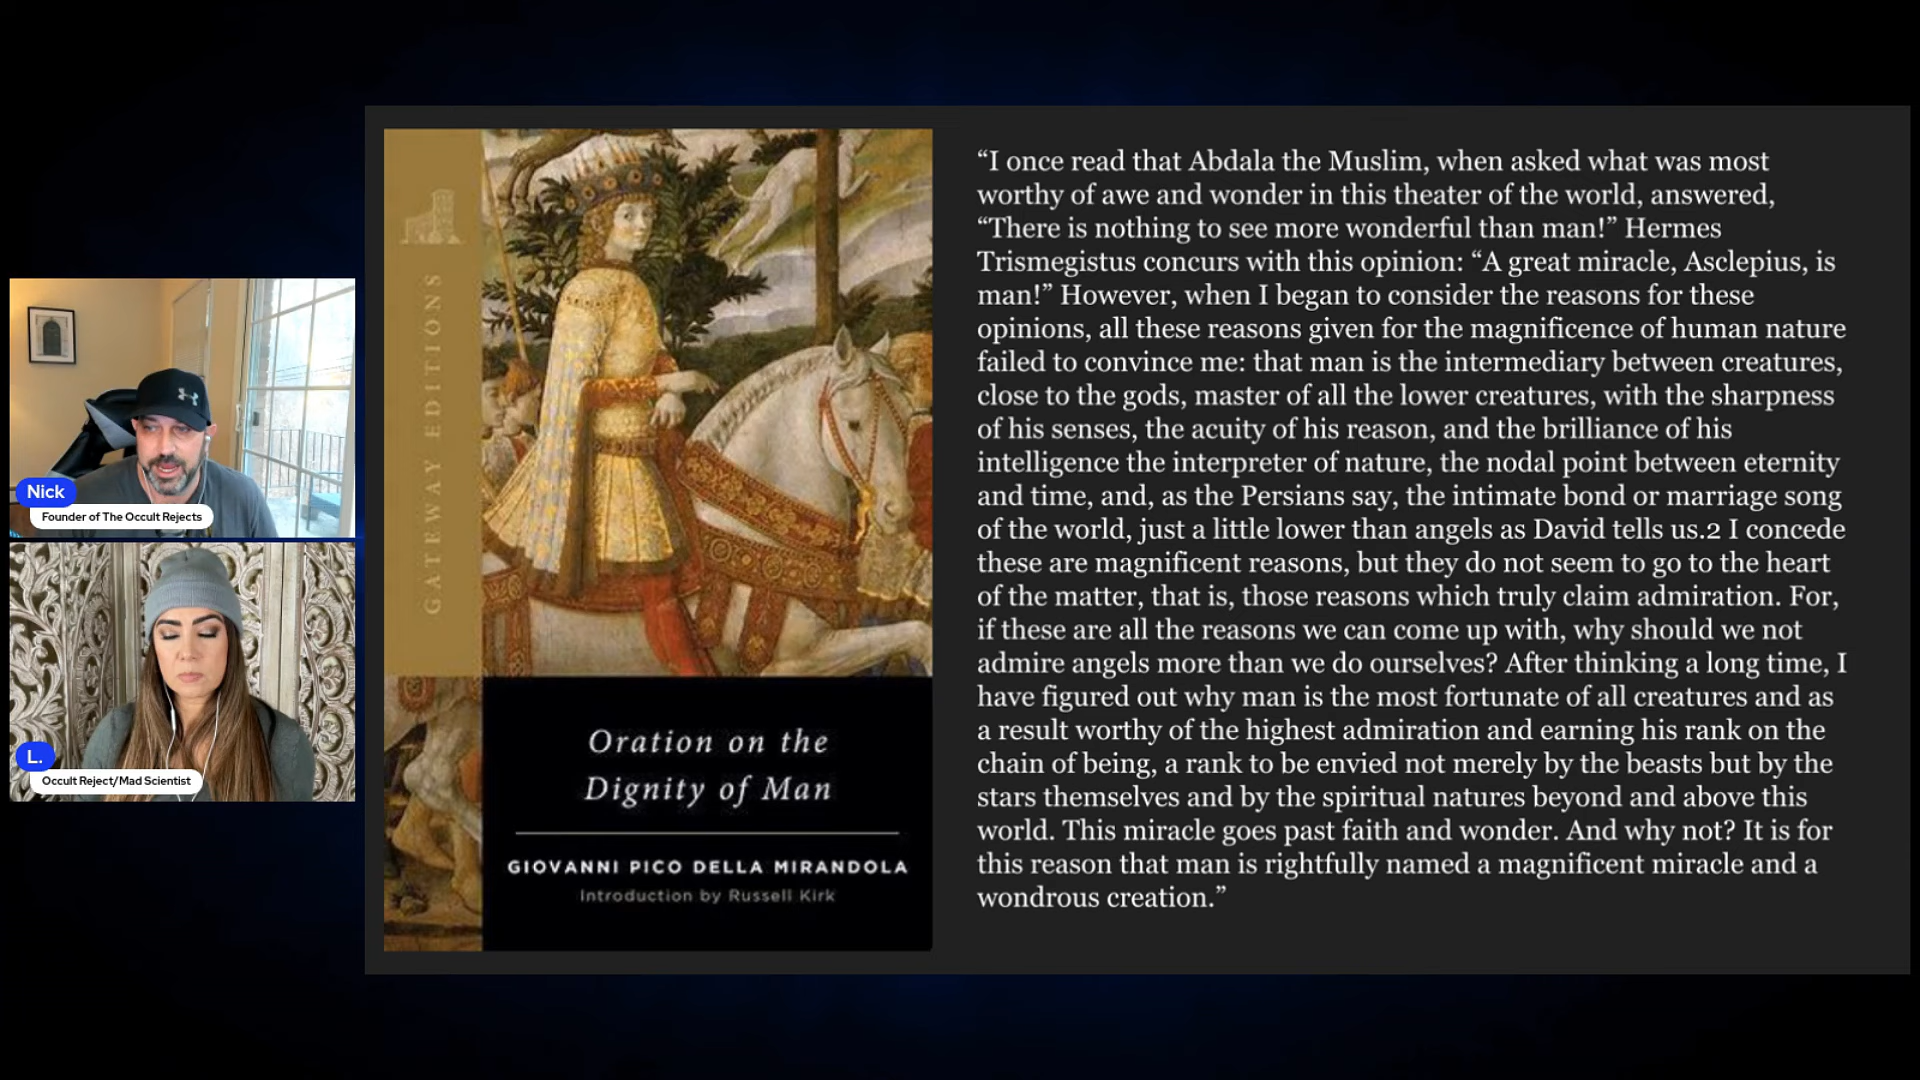 Nick
Founder of The Occult Rejects
L.
Occult Reject/Mad Scientist
GATEWAY EDITIONS
Oration on the
Dignity of Man
GIOVANNI PICO DELLA MIRANDOLA
Introduction by Russell Kirk
“I once read that Abdala the Muslim, when asked what was most
worthy of awe and wonder in this theater of the world, answered,
“There is nothing to see more wonderful than man!” Hermes
Trismegistus concurs with this opinion: “A great miracle, Asclepius, is
man!” However, when I began to consider the reasons for these
opinions, all these reasons given for the magnificence of human nature
failed to convince me: that man is the intermediary between creatures,
close to the gods, master of all the lower creatures, with the sharpness
of his senses, the acuity of his reason, and the brilliance of his
intelligence the interpreter of nature, the nodal point between eternity
and time, and, as the Persians say, the intimate bond or marriage song
of the world, just a little lower than angels as David tells us.2 I concede
these are magnificent reasons, but they do not seem to go to the heart
of the matter, that is, those reasons which truly claim admiration. For,
if these are all the reasons we can come up with, why should we not
admire angels more than we do ourselves? After thinking a long time, I
have figured out why man is the most fortunate of all creatures and as
a result worthy of the highest admiration and earning his rank on the
chain of being, a rank to be envied not merely by the beasts but by the
stars themselves and by the spiritual natures beyond and above this
world. This miracle goes past faith and wonder. And why not? It is for
this reason that man is rightfully named a magnificent miracle and a
wondrous creation.”